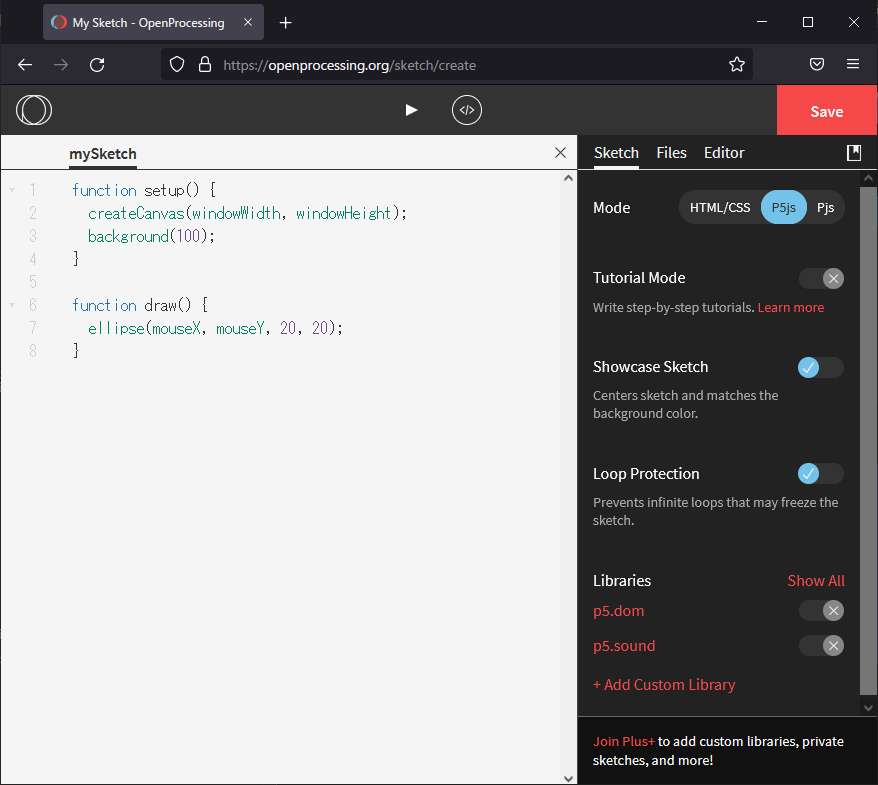 My Sketch - OpenProcessing
https://openprocessing.org/sketch/create
</>
Save
mySketch
Sketch Files Editor
1 function setup() {
2 createCanvas(windowWidth, windowHeight);
3 background(100);
4 }
5
6 function draw() {
7 ellipse(mouseX, mouseY, 20, 20);
8 }
Mode HTML/CSS P5js Pjs
Tutorial Mode
Write step-by-step tutorials. Learn more
Showcase Sketch
Centers sketch and matches the
background color.
Loop Protection
Prevents infinite loops that may freeze the
sketch.
Libraries Show All
p5.dom
p5.sound
+ Add Custom Library
Join Plus+ to add custom libraries, private
sketches, and more!